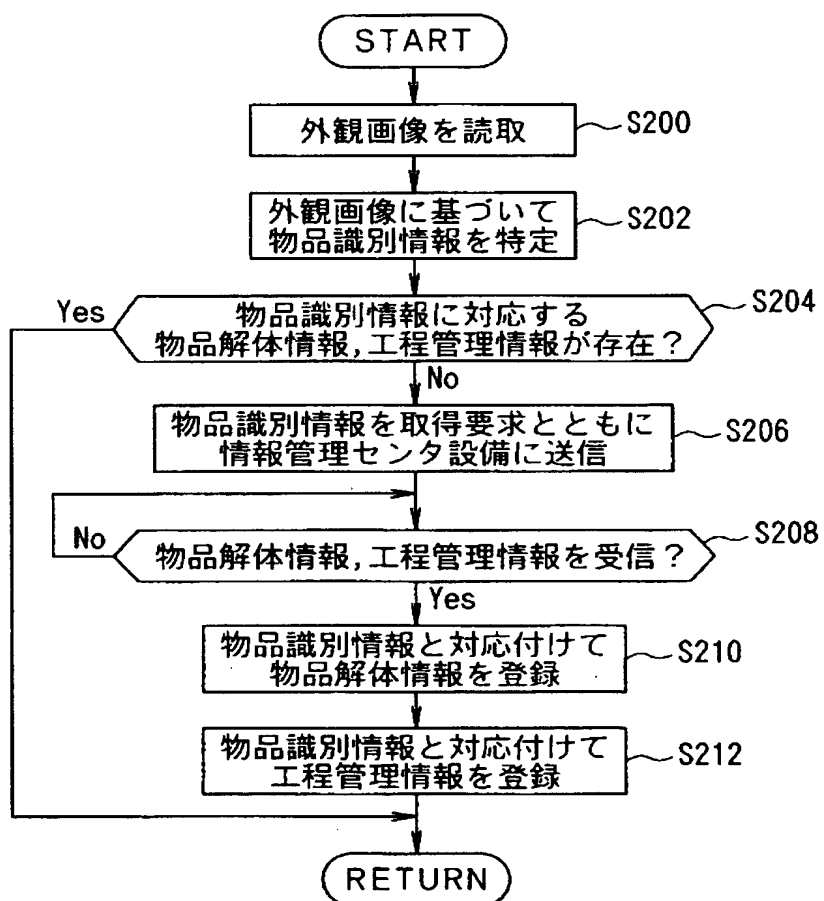 START
外観画像を読取
S200
外観画像に基づいて
物品識別情報を特定
S202
物品識別情報に対応する
物品解体情報,工程管理情報が存在?
S204
Yes
No
物品識別情報を取得要求とともに
情報管理センタ設備に送信
S206
物品解体情報,工程管理情報を受信?
S208
No
Yes
物品識別情報と対応付けて
物品解体情報を登録
S210
物品識別情報と対応付けて
工程管理情報を登録
S212
RETURN